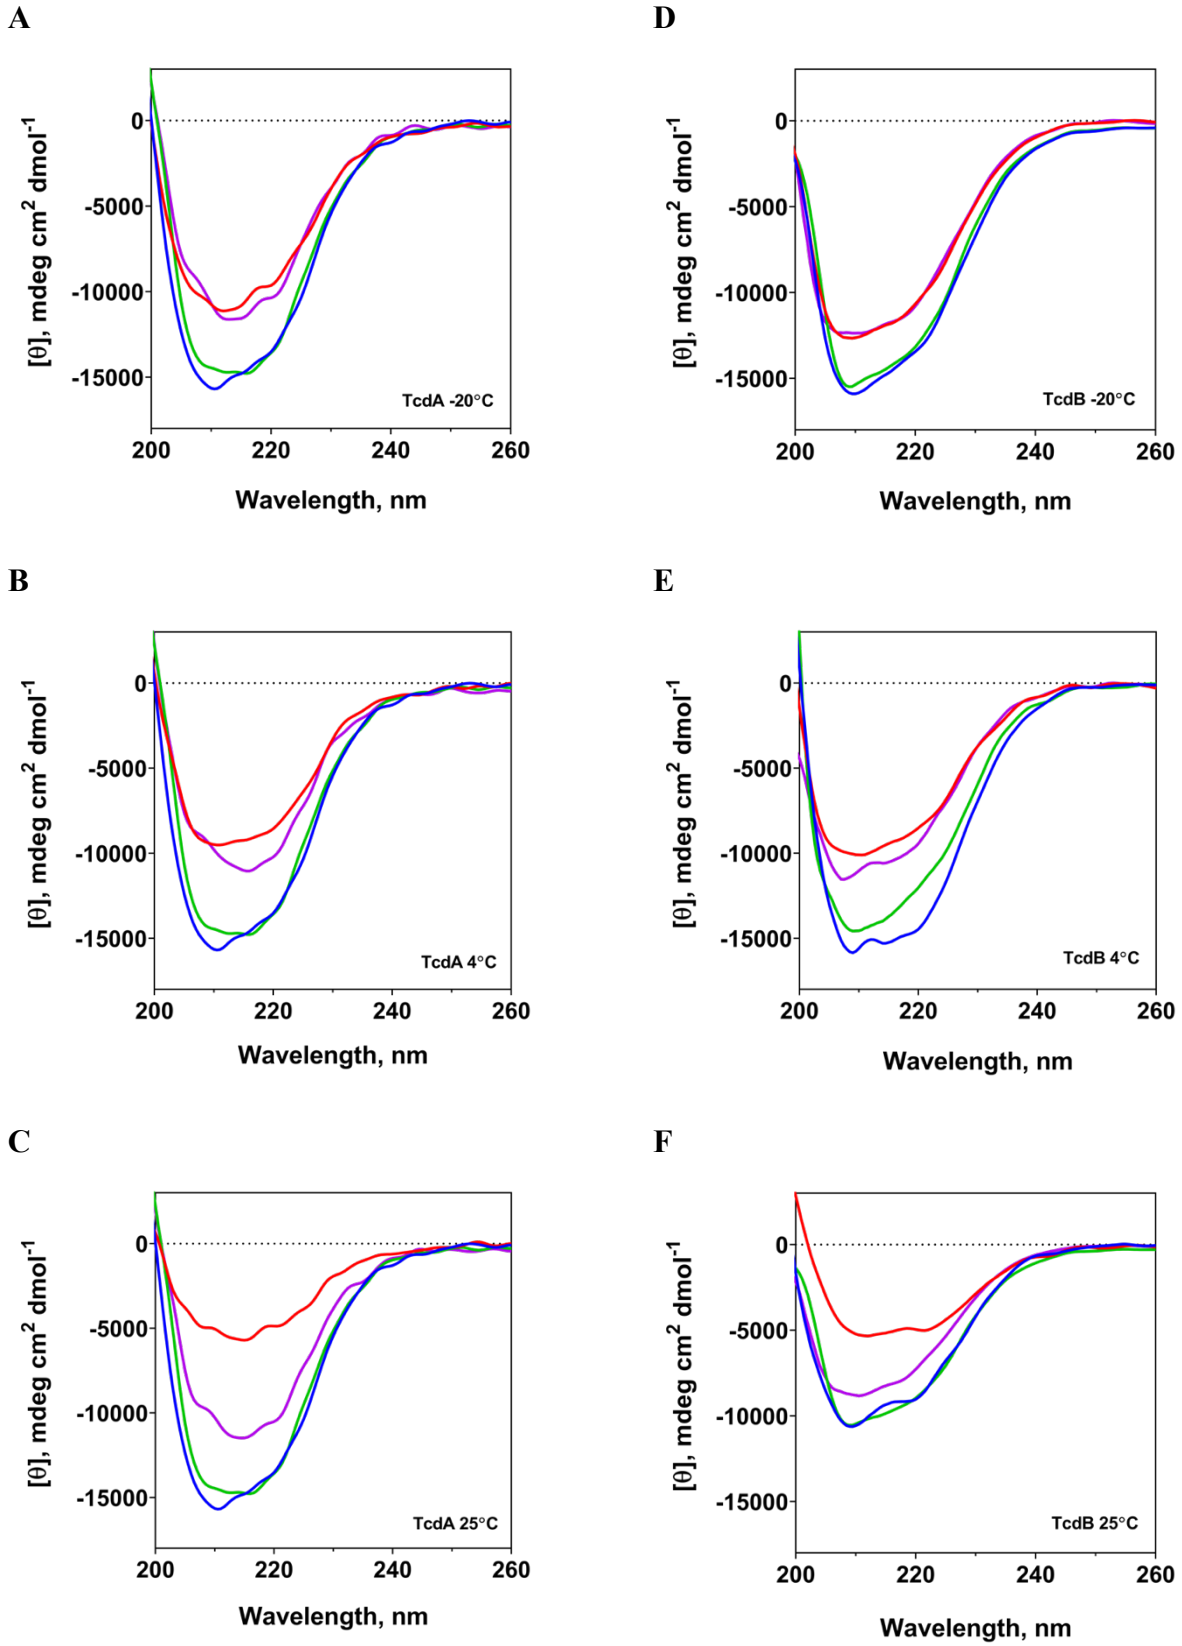 A
[θ], mdeg cm² dmol⁻¹
0
-5000
-10000
-15000
TcdA -20°C
200 220 240 260
Wavelength, nm
D
[θ], mdeg cm² dmol⁻¹
0
-5000
-10000
-15000
TcdB -20°C
200 220 240 260
Wavelength, nm
B
[θ], mdeg cm² dmol⁻¹
0
-5000
-10000
-15000
TcdA 4°C
200 220 240 260
Wavelength, nm
E
[θ], mdeg cm² dmol⁻¹
0
-5000
-10000
-15000
TcdB 4°C
200 220 240 260
Wavelength, nm
C
[θ], mdeg cm² dmol⁻¹
0
-5000
-10000
-15000
TcdA 25°C
200 220 240 260
Wavelength, nm
F
[θ], mdeg cm² dmol⁻¹
0
-5000
-10000
-15000
TcdB 25°C
200 220 240 260
Wavelength, nm